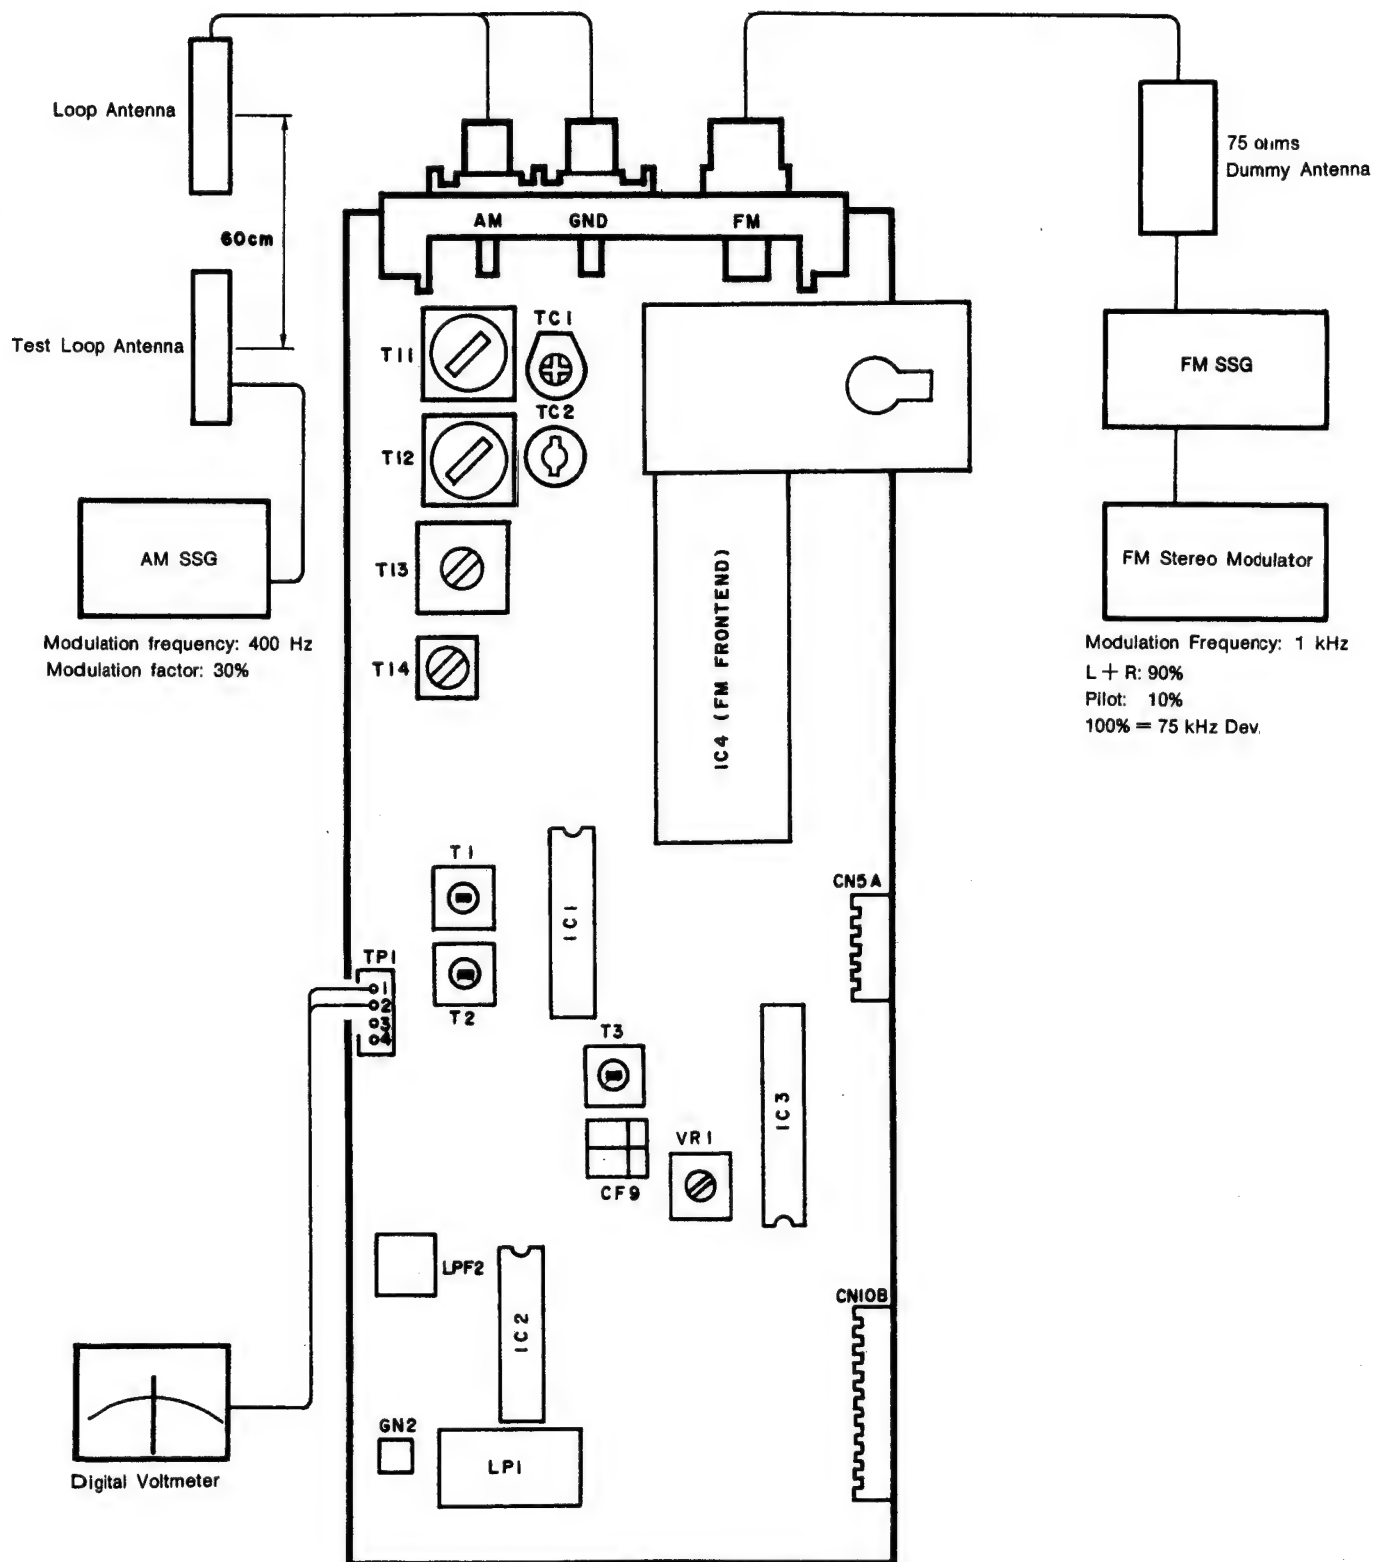 Loop Antenna
60cm
Test Loop Antenna
AM SSG
Modulation frequency: 400 Hz
Modulation factor: 30%
AM
GND
FM
75 ohms
Dummy Antenna
FM SSG
FM Stereo Modulator
Modulation Frequency: 1 kHz
L + R: 90%
Pilot: 10%
100% = 75 kHz Dev.
T11
TC1
T12
TC2
T13
T14
IC4 (FM FRONTEND)
T1
IC1
CN5A
TP1
1
2
3
4
T2
T3
IC3
VR1
CF9
LPF2
IC2
CN10B
GN2
LP1
Digital Voltmeter